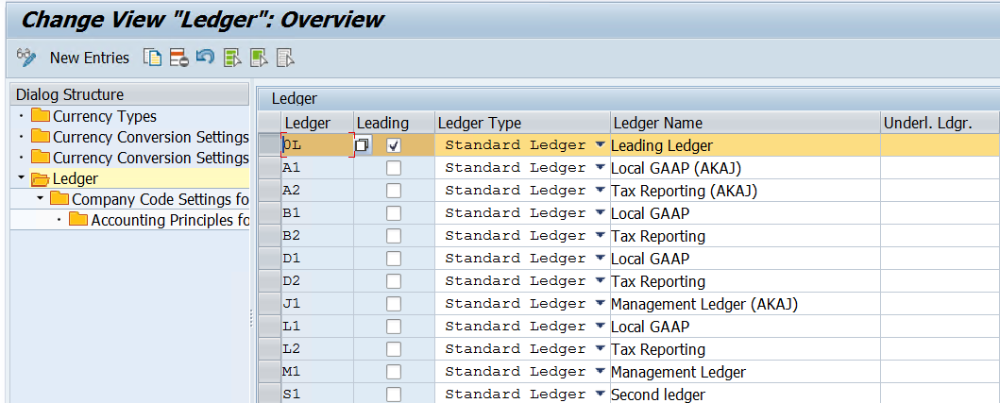 Change View "Ledger": Overview
New Entries
Dialog Structure
Currency Types
Currency Conversion Settings
Currency Conversion Settings
Ledger
Company Code Settings fo
Accounting Principles fo
Ledger
Ledger Leading Ledger Type Ledger Name Underl. Ldgr.
0L Standard Ledger Leading Ledger
A1 Standard Ledger Local GAAP (AKAJ)
A2 Standard Ledger Tax Reporting (AKAJ)
B1 Standard Ledger Local GAAP
B2 Standard Ledger Tax Reporting
D1 Standard Ledger Local GAAP
D2 Standard Ledger Tax Reporting
J1 Standard Ledger Management Ledger (AKAJ)
L1 Standard Ledger Local GAAP
L2 Standard Ledger Tax Reporting
M1 Standard Ledger Management Ledger
S1 Standard Ledger Second ledger